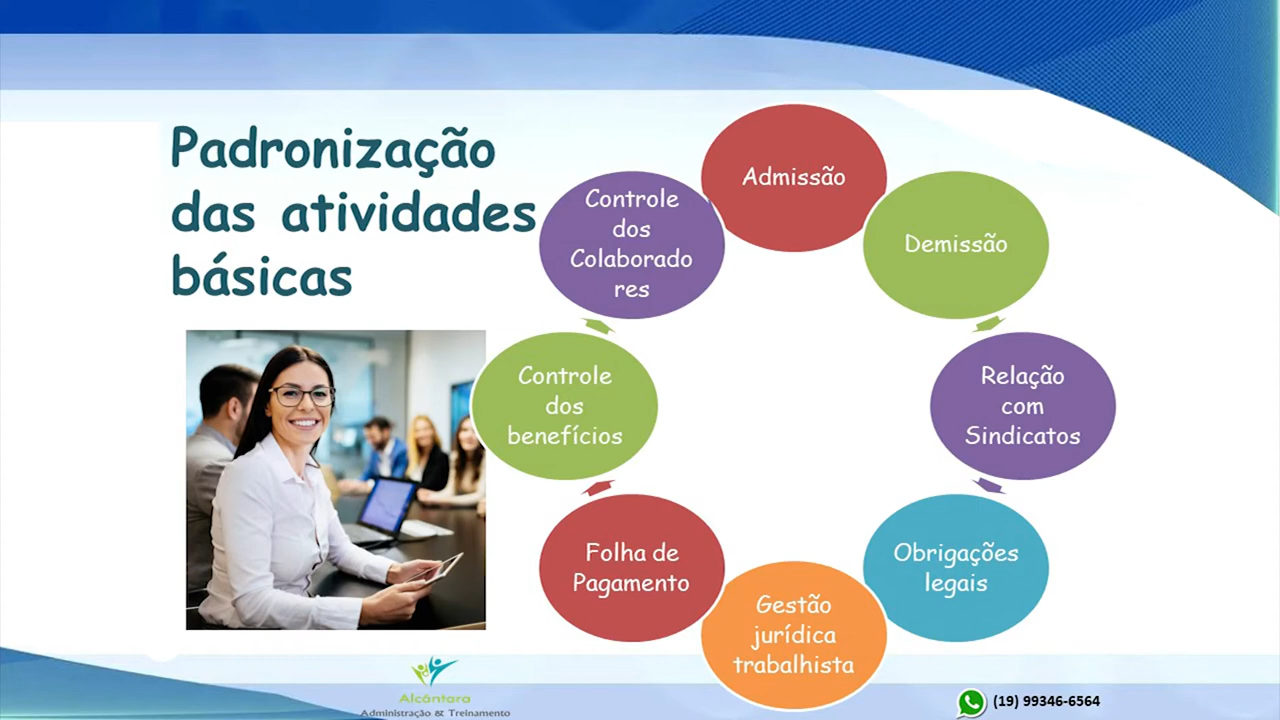 Padronização
das atividades
básicas
Admissão
Demissão
Relação
com
Sindicatos
Obrigações
legais
Gestão
jurídica
trabalhista
Folha de
Pagamento
Controle
dos
benefícios
Controle
dos
Colaborado
res
Alcântara
Administração & Treinamento
(19) 99346-6564